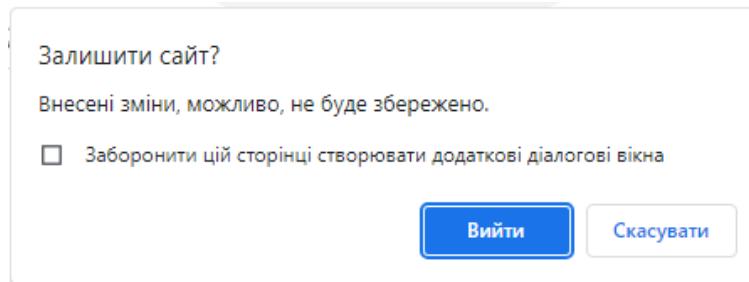 Залишити сайт?
Внесені зміни, можливо, не буде збережено.
Заборонити цій сторінці створювати додаткові діалогові вікна
Вийти Скасувати